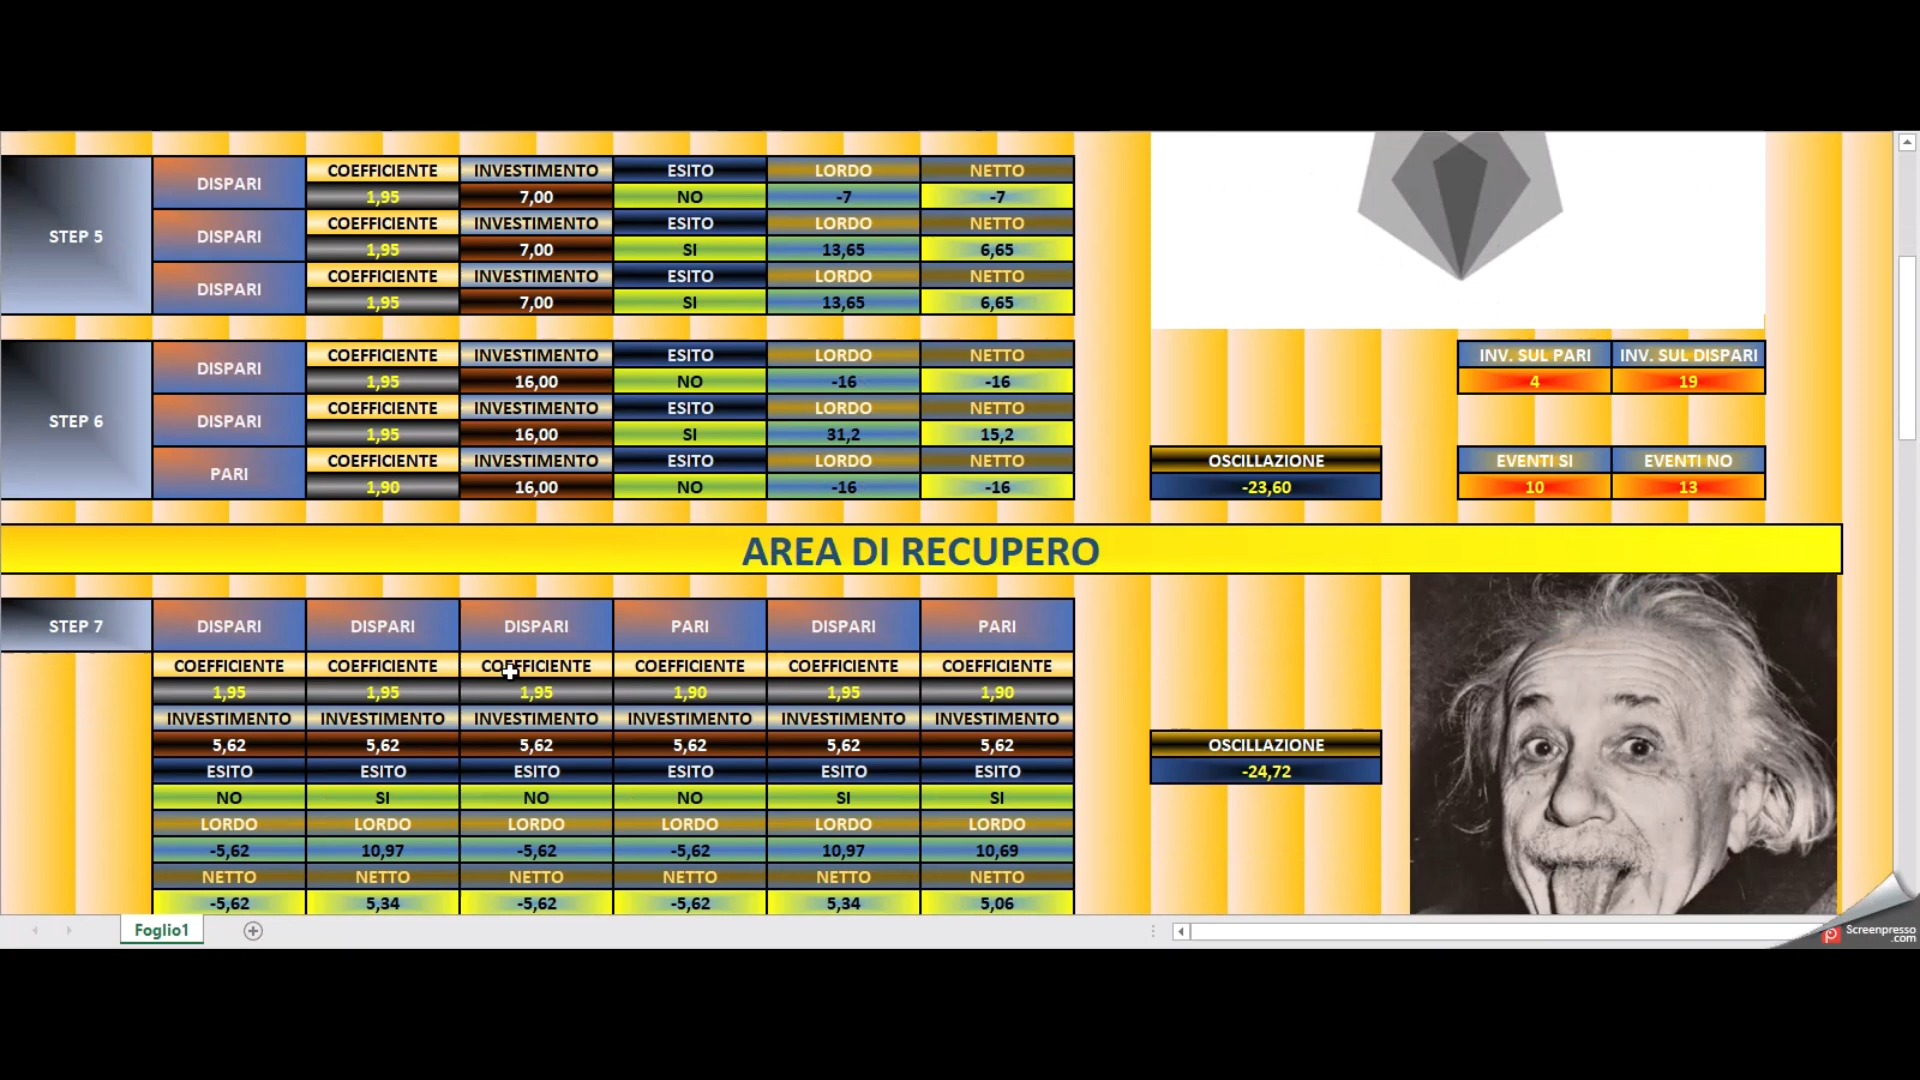 DISPARI COEFFICIENTE INVESTIMENTO ESITO LORDO NETTO
1,95 7,00 NO -7 -7
STEP 5 DISPARI COEFFICIENTE INVESTIMENTO ESITO LORDO NETTO
1,95 7,00 SI 13,65 6,65
DISPARI COEFFICIENTE INVESTIMENTO ESITO LORDO NETTO
1,95 7,00 SI 13,65 6,65
DISPARI COEFFICIENTE INVESTIMENTO ESITO LORDO NETTO INV. SUL PARI INV. SUL DISPARI
1,95 16,00 NO -16 -16 4 19
STEP 6 DISPARI COEFFICIENTE INVESTIMENTO ESITO LORDO NETTO
1,95 16,00 SI 31,2 15,2
PARI COEFFICIENTE INVESTIMENTO ESITO LORDO NETTO OSCILLAZIONE EVENTI SI EVENTI NO
1,90 16,00 NO -16 -16 -23,60 10 13
AREA DI RECUPERO
STEP 7 DISPARI DISPARI DISPARI PARI DISPARI PARI
COEFFICIENTE COEFFICIENTE COEFFICIENTE COEFFICIENTE COEFFICIENTE COEFFICIENTE
1,95 1,95 1,95 1,90 1,95 1,90
INVESTIMENTO INVESTIMENTO INVESTIMENTO INVESTIMENTO INVESTIMENTO INVESTIMENTO
5,62 5,62 5,62 5,62 5,62 5,62 OSCILLAZIONE
ESITO ESITO ESITO ESITO ESITO ESITO -24,72
NO SI NO NO SI SI
LORDO LORDO LORDO LORDO LORDO LORDO
-5,62 10,97 -5,62 -5,62 10,97 10,69
NETTO NETTO NETTO NETTO NETTO NETTO
-5,62 5,34 -5,62 -5,62 5,34 5,06
Foglio1
Screenpresso
.com